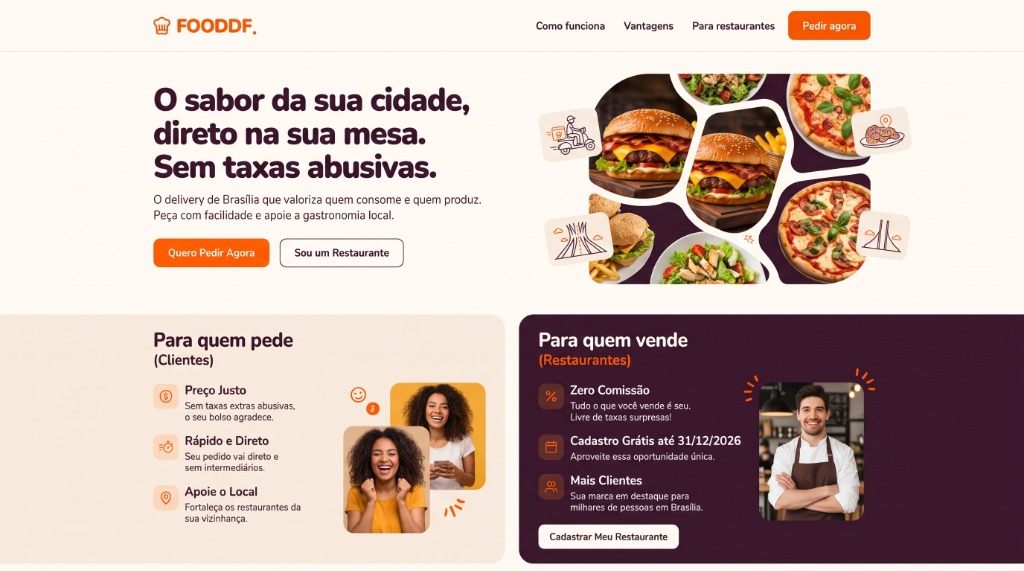 FOODDF.
Como funciona
Vantagens
Para restaurantes
Pedir agora
O sabor da sua cidade,
direto na sua mesa.
Sem taxas abusivas.
O delivery de Brasília que valoriza quem consome e quem produz.
Peça com facilidade e apoie a gastronomia local.
Quero Pedir Agora
Sou um Restaurante
Para quem pede
(Clientes)
Preço Justo
Sem taxas extras abusivas,
o seu bolso agradece.
Rápido e Direto
Seu pedido vai direto e
sem intermediários.
Apoie o Local
Fortaleça os restaurantes da
sua vizinhança.
Para quem vende
(Restaurantes)
Zero Comissão
Tudo o que você vende é seu.
Livre de taxas surpresas!
Cadastro Grátis até 31/12/2026
Aproveite essa oportunidade única.
Mais Clientes
Sua marca em destaque para
milhares de pessoas em Brasília.
Cadastrar Meu Restaurante